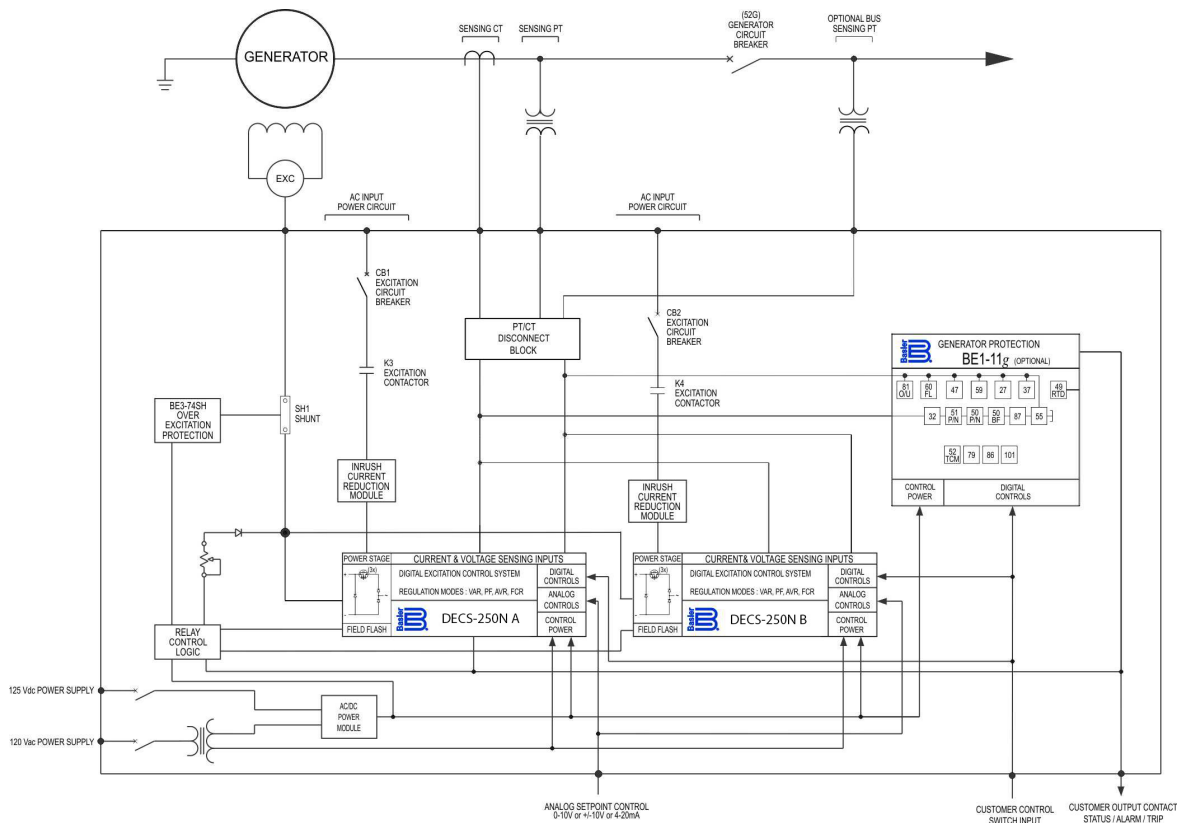 (52G)
GENERATOR
CIRCUIT
BREAKER
SENSING CT
SENSING PT
OPTIONAL BUS
SENSING PT
GENERATOR
EXC
AC INPUT
POWER CIRCUIT
AC INPUT
POWER CIRCUIT
CB1
EXCITATION
CIRCUIT
BREAKER
CB2
EXCITATION
CIRCUIT
BREAKER
PT/CT
DISCONNECT
BLOCK
K3
EXCITATION
CONTACTOR
K4
EXCITATION
CONTACTOR
Basler
GENERATOR PROTECTION
BE1-11g (OPTIONAL)
81
O/U
60
FL
47
59
27
37
49
RTD
32
51
P/N
50
P/N
50
BF
87
55
52
TCM
79
86
101
CONTROL
POWER
DIGITAL
CONTROLS
BE3-74SH
OVER
EXCITATION
PROTECTION
SH1
SHUNT
INRUSH
CURRENT
REDUCTION
MODULE
INRUSH
CURRENT
REDUCTION
MODULE
POWER STAGE
CURRENT & VOLTAGE SENSING INPUTS
(3x)
DIGITAL EXCITATION CONTROL SYSTEM
REGULATION MODES : VAR, PF, AVR, FCR
DIGITAL
CONTROLS
ANALOG
CONTROLS
CONTROL
POWER
Basler
DECS-250N A
FIELD FLASH
POWER STAGE
CURRENT& VOLTAGE SENSING INPUTS
(3x)
DIGITAL EXCITATION CONTROL SYSTEM
REGULATION MODES : VAR, PF, AVR, FCR
DIGITAL
CONTROLS
ANALOG
CONTROLS
CONTROL
POWER
Basler
DECS-250N B
FIELD FLASH
RELAY
CONTROL
LOGIC
125 Vdc POWER SUPPLY
AC/DC
POWER
MODULE
120 Vac POWER SUPPLY
ANALOG SETPOINT CONTROL
0-10V or +/-10V or 4-20mA
CUSTOMER CONTROL
SWITCH INPUT
CUSTOMER OUTPUT CONTACT
STATUS / ALARM / TRIP